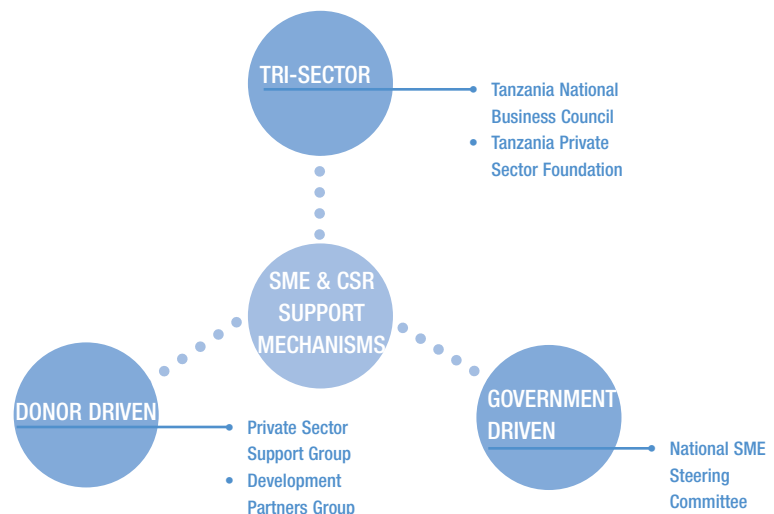 TRI-SECTOR
• Tanzania National
Business Council
• Tanzania Private
Sector Foundation
SME & CSR
SUPPORT
MECHANISMS
DONOR DRIVEN
• Private Sector
Support Group
• Development
Partners Group
GOVERNMENT
DRIVEN
• National SME
Steering
Committee